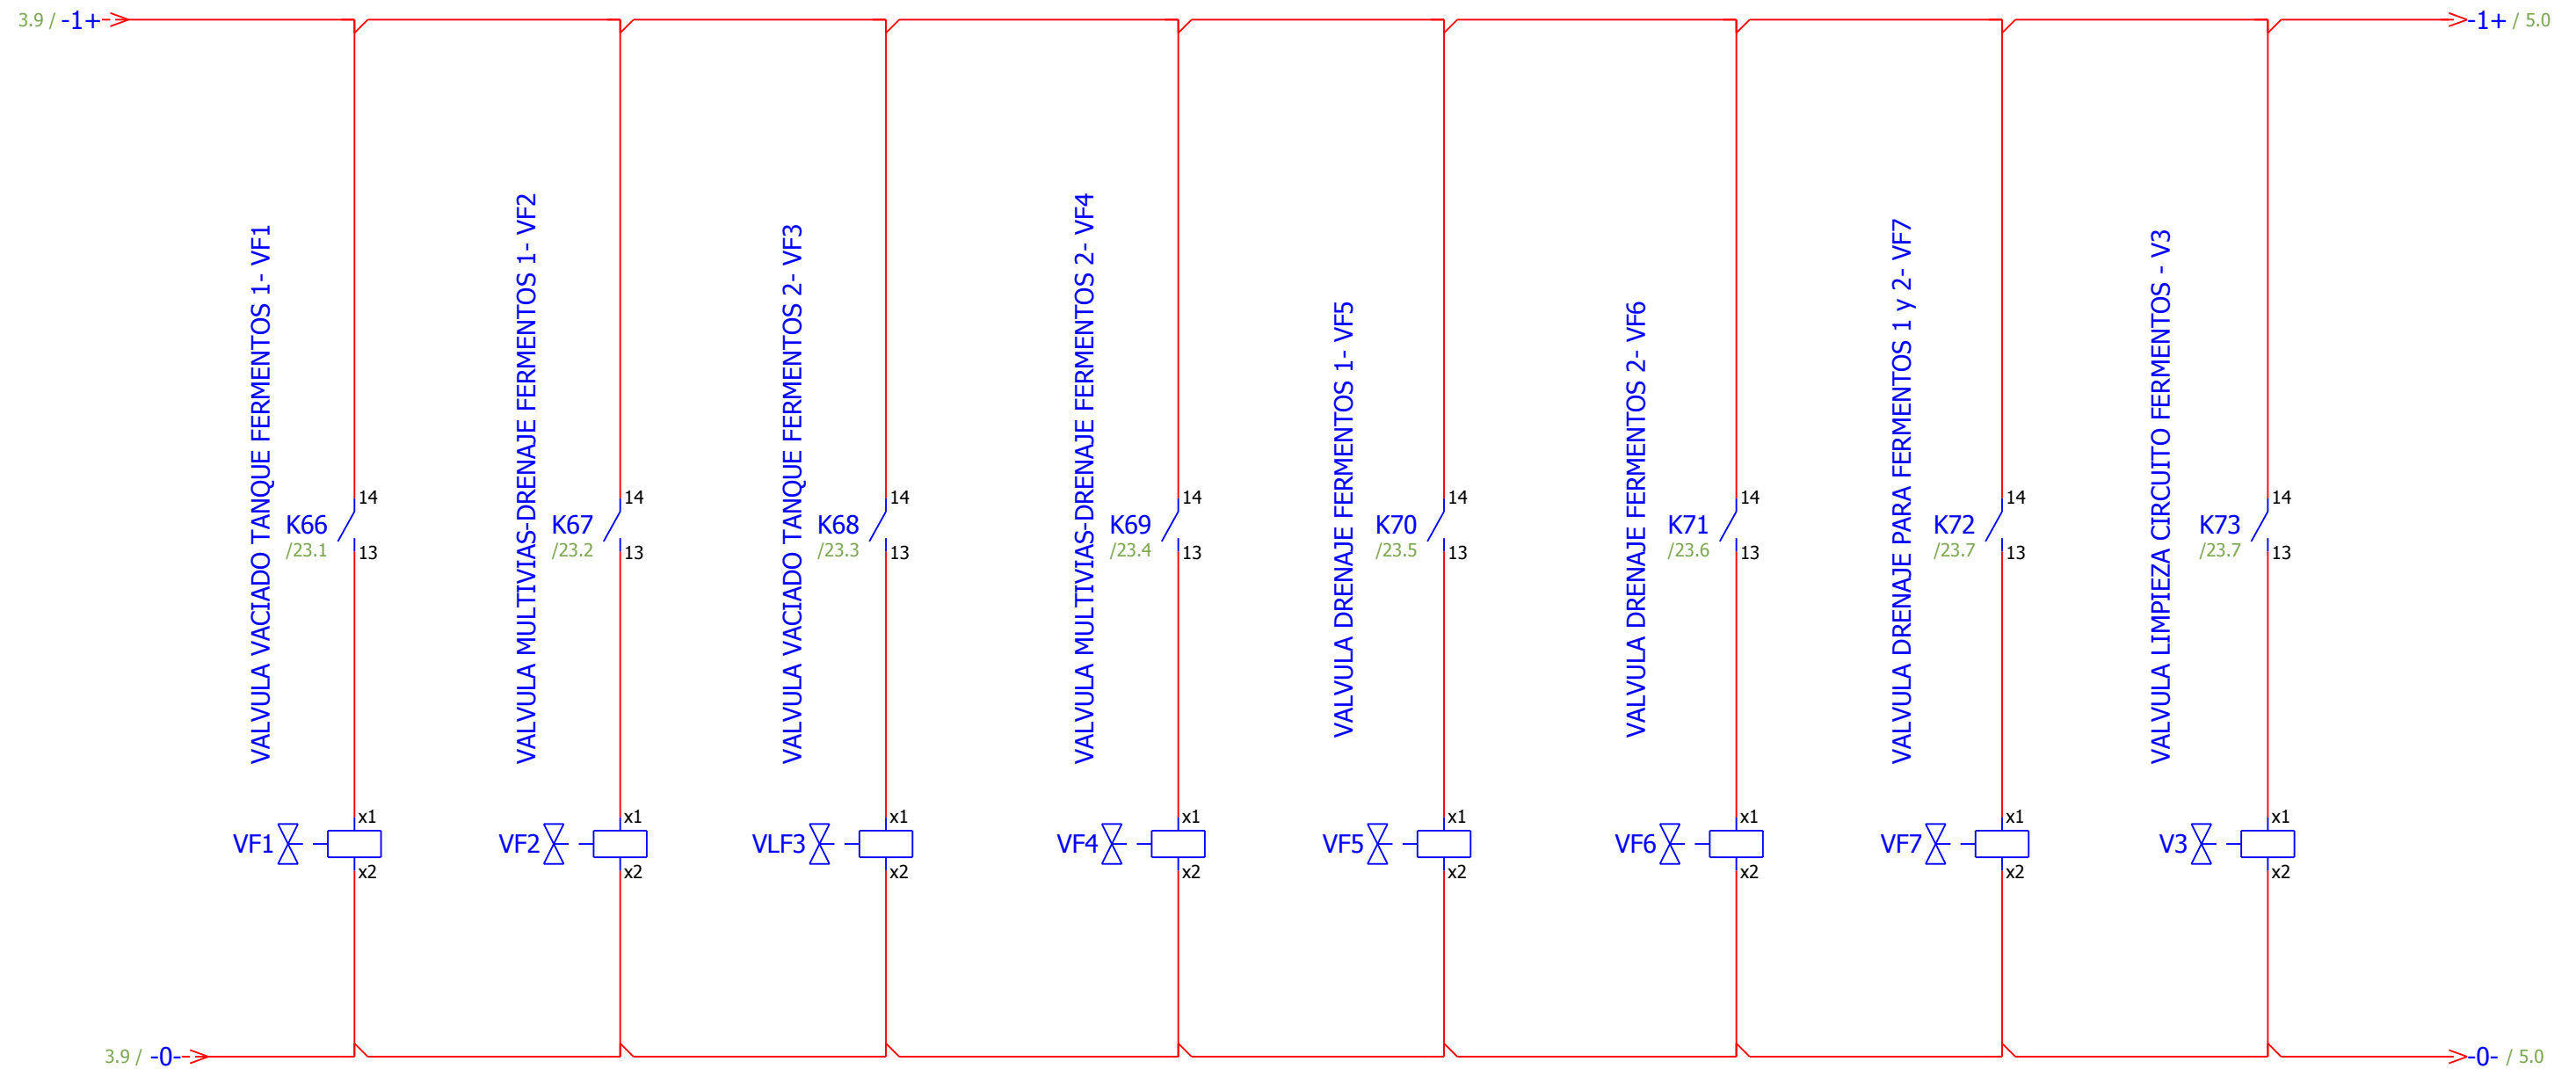 3.9 / -1+
-1+ / 5.0
VALVULA VACIADO TANQUE FERMENTOS 1- VF1
VALVULA MULTIVIAS-DRENAJE FERMENTOS 1- VF2
VALVULA VACIADO TANQUE FERMENTOS 2- VF3
VALVULA MULTIVIAS-DRENAJE FERMENTOS 2- VF4
VALVULA DRENAJE FERMENTOS 1- VF5
VALVULA DRENAJE FERMENTOS 2- VF6
VALVULA DRENAJE PARA FERMENTOS 1 y 2- VF7
VALVULA LIMPIEZA CIRCUITO FERMENTOS - V3
14
K66
/23.1
13
14
K67
/23.2
13
14
K68
/23.3
13
14
K69
/23.4
13
14
K70
/23.5
13
14
K71
/23.6
13
14
K72
/23.7
13
14
K73
/23.7
13
x1
VF1
x2
x1
VF2
x2
x1
VLF3
x2
x1
VF4
x2
x1
VF5
x2
x1
VF6
x2
x1
VF7
x2
x1
V3
x2
3.9 / -0-
-0- / 5.0